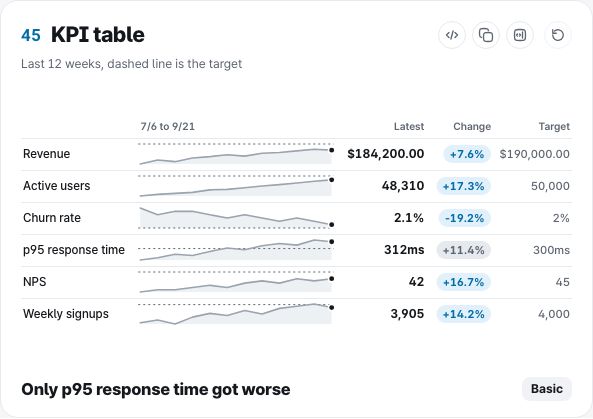 45 KPI table
Last 12 weeks, dashed line is the target
7/6 to 9/21 Latest Change Target
Revenue $184,200.00 +7.6% $190,000.00
Active users 48,310 +17.3% 50,000
Churn rate 2.1% -19.2% 2%
p95 response time 312ms +11.4% 300ms
NPS 42 +16.7% 45
Weekly signups 3,905 +14.2% 4,000
Only p95 response time got worse Basic